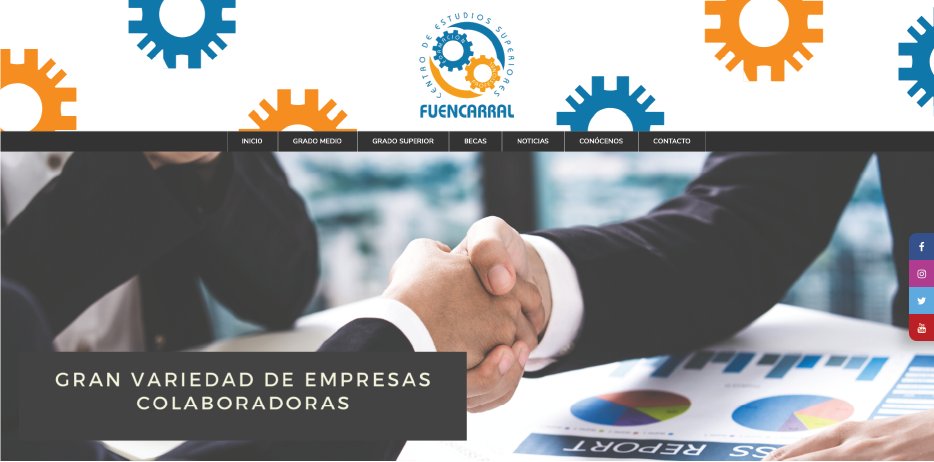 CENTRO DE ESTUDIOS SUPERIORES
FUENCARRAL
INICIO
GRADO MEDIO
GRADO SUPERIOR
BECAS
NOTICIAS
CONÓCENOS
CONTACTO
GRAN VARIEDAD DE EMPRESAS
COLABORADORAS
REPORT